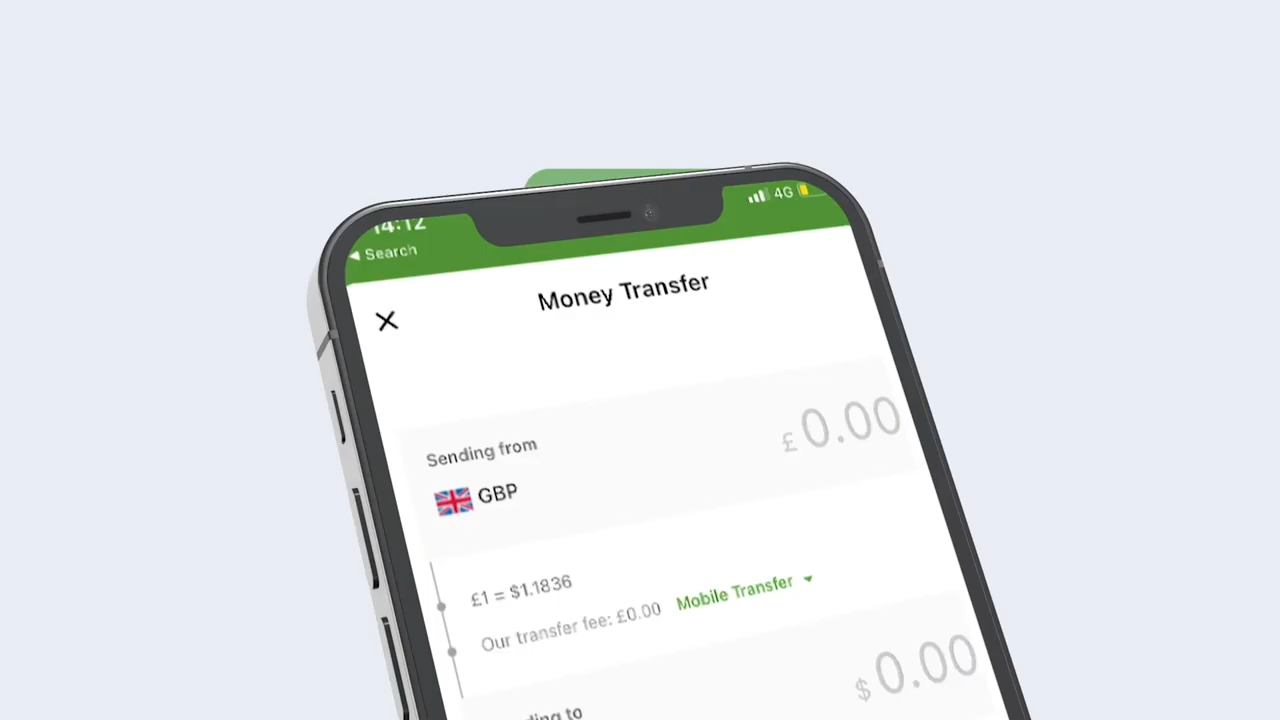 14:12
4G
◀ Search
Money Transfer
Sending from
£ 0.00
GBP
£1 = $1.1836
Our transfer fee: £0.00 Mobile Transfer
$ 0.00
to